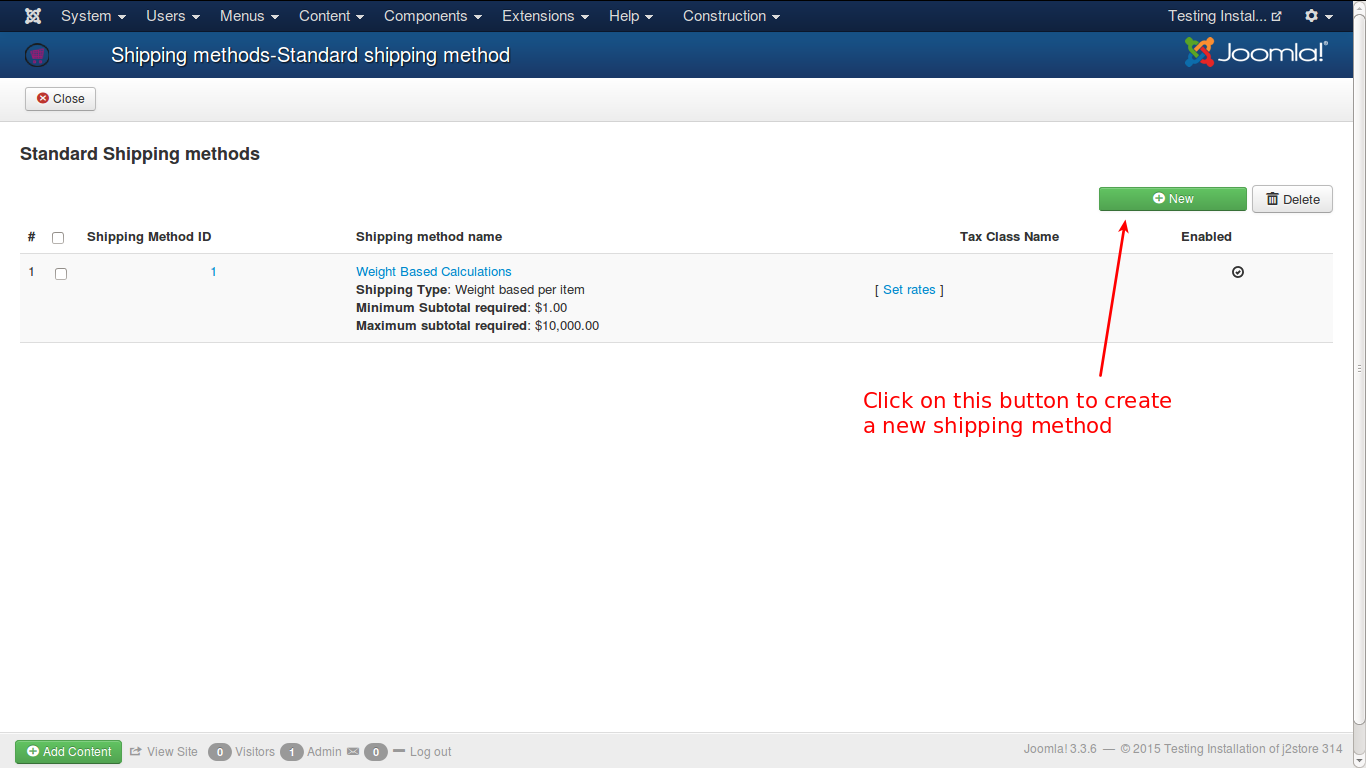 System Users Menus Content Components Extensions Help Construction Testing Instal...
Shipping methods-Standard shipping method Joomla!®
Close
Standard Shipping methods
New Delete
# Shipping Method ID Shipping method name Tax Class Name Enabled
1 1 Weight Based Calculations
Shipping Type: Weight based per item [ Set rates ]
Minimum Subtotal required: $1.00
Maximum subtotal required: $10,000.00
Click on this button to create
a new shipping method
Add Content View Site 0 Visitors 1 Admin 0 Log out Joomla! 3.3.6 — © 2015 Testing Installation of j2store 314